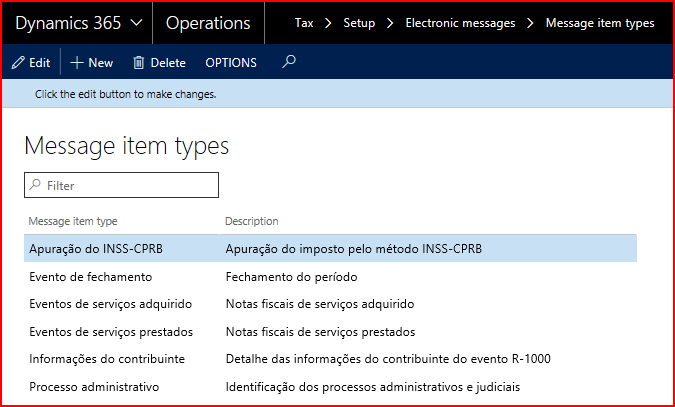 Dynamics 365 Operations Tax > Setup > Electronic messages > Message item types
Edit + New Delete OPTIONS
Click the edit button to make changes.
Message item types
Filter
Message item type Description
Apuração do INSS-CPRB Apuração do imposto pelo método INSS-CPRB
Evento de fechamento Fechamento do período
Eventos de serviços adquirido Notas fiscais de serviços adquirido
Eventos de serviços prestados Notas fiscais de serviços prestados
Informações do contribuinte Detalhe das informações do contribuinte do evento R-1000
Processo administrativo Identificação dos processos administrativos e judiciais